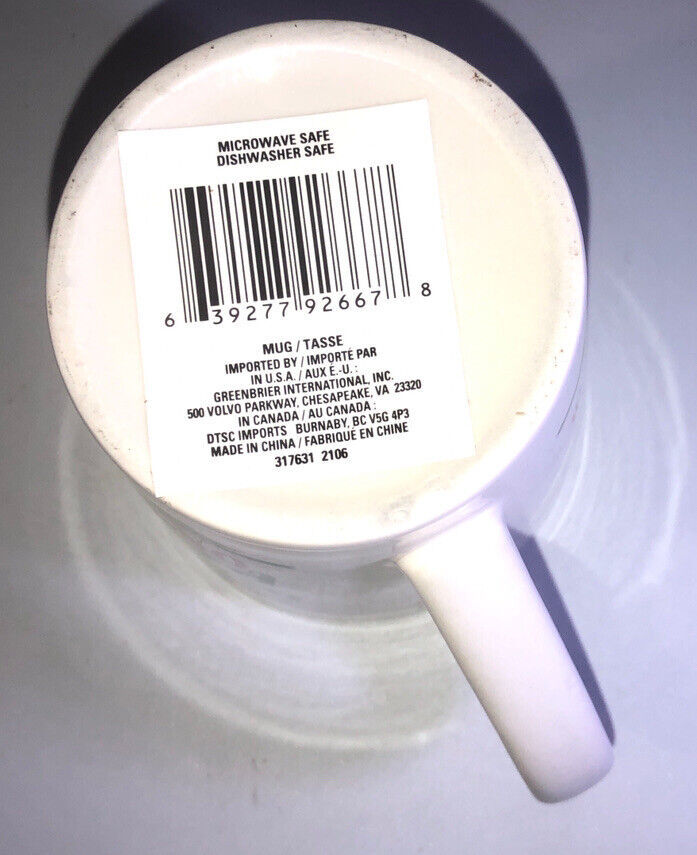 MICROWAVE SAFE
DISHWASHER SAFE
6 39277 92667 8
MUG / TASSE
IMPORTED BY / IMPORTÉ PAR
IN U.S.A. / AUX É.-U. :
GREENBRIER INTERNATIONAL, INC.
500 VOLVO PARKWAY, CHESAPEAKE, VA 23320
IN CANADA / AU CANADA :
DTSC IMPORTS BURNABY, BC V5G 4P3
MADE IN CHINA / FABRIQUÉ EN CHINE
317631 2106